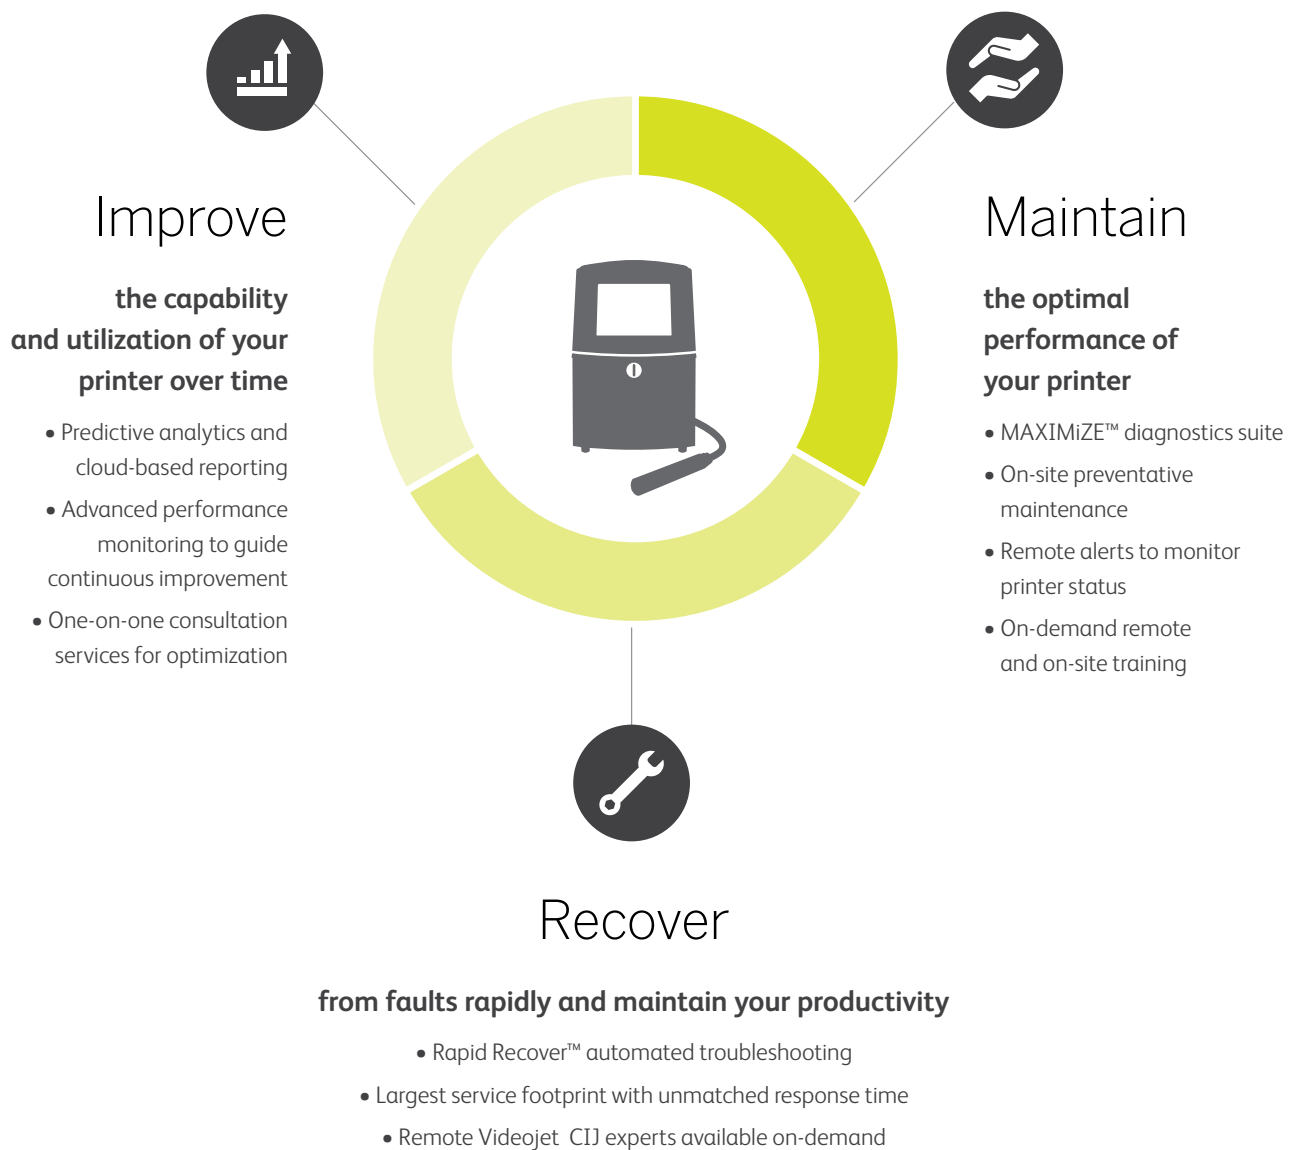 Improve
the capability
and utilization of your
printer over time
• Predictive analytics and
cloud-based reporting
• Advanced performance
monitoring to guide
continuous improvement
• One-on-one consultation
services for optimization
Maintain
the optimal
performance of
your printer
• MAXIMiZE™ diagnostics suite
• On-site preventative
maintenance
• Remote alerts to monitor
printer status
• On-demand remote
and on-site training
Recover
from faults rapidly and maintain your productivity
• Rapid Recover™ automated troubleshooting
• Largest service footprint with unmatched response time
• Remote Videojet CIJ experts available on-demand